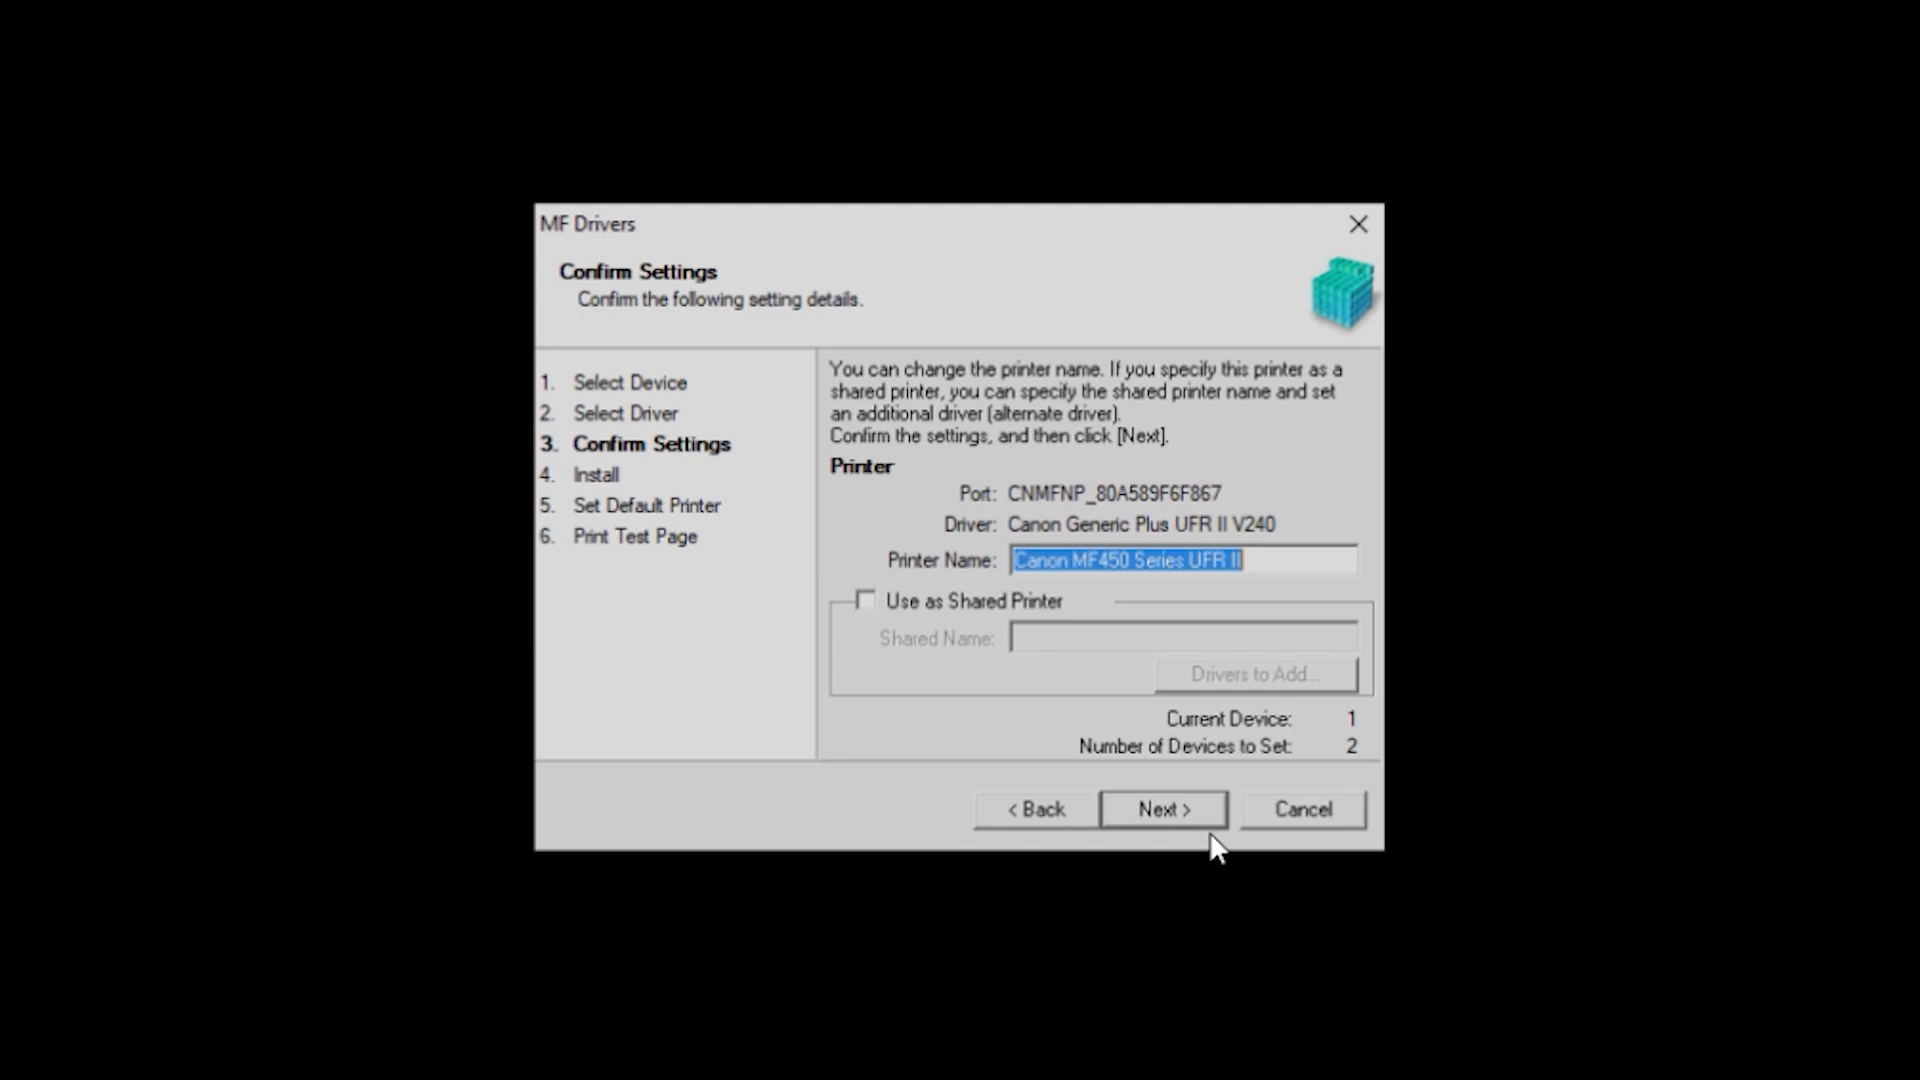 MF Drivers
Confirm Settings
Confirm the following setting details.
1. Select Device
2. Select Driver
3. Confirm Settings
4. Install
5. Set Default Printer
6. Print Test Page
You can change the printer name. If you specify this printer as a
shared printer, you can specify the shared printer name and set
an additional driver (alternate driver).
Confirm the settings, and then click [Next].
Printer
Port: CNMFNP_80A589F6F867
Driver: Canon Generic Plus UFR II V240
Printer Name: Canon MF450 Series UFR II
Use as Shared Printer
Shared Name:
Drivers to Add...
Current Device: 1
Number of Devices to Set: 2
< Back Next > Cancel